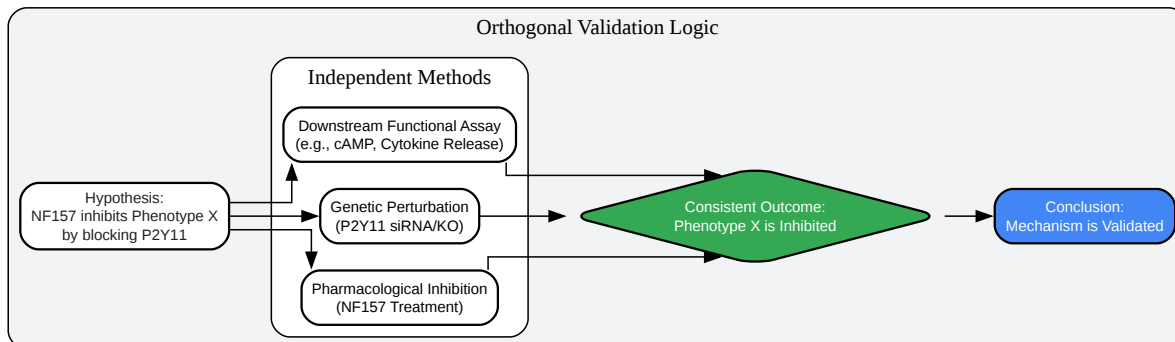 Orthogonal Validation Logic
Independent Methods
Downstream Functional Assay
(e.g., cAMP, Cytokine Release)
Hypothesis:
NF157 inhibits Phenotype X
by blocking P2Y11
Genetic Perturbation
(P2Y11 siRNA/KO)
Consistent Outcome:
Phenotype X is Inhibited
Conclusion:
Mechanism is Validated
Pharmacological Inhibition
(NF157 Treatment)